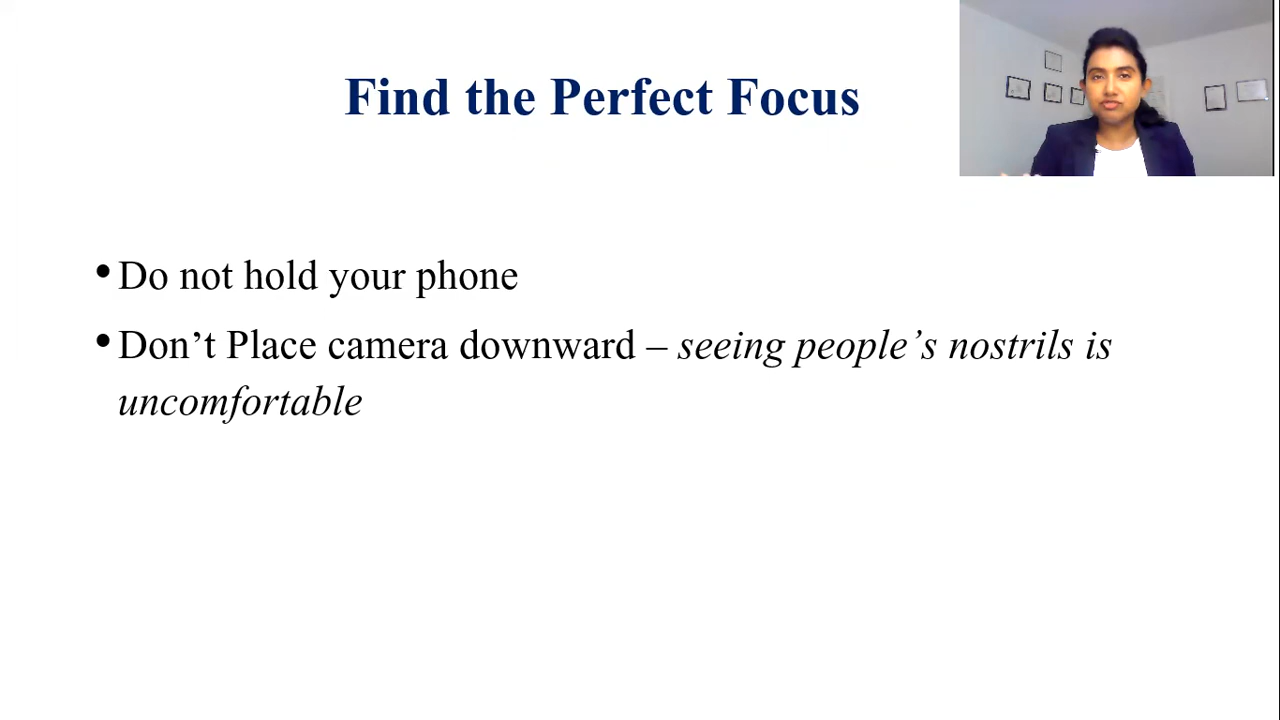 Find the Perfect Focus
• Do not hold your phone
• Don’t Place camera downward – seeing people’s nostrils is
uncomfortable